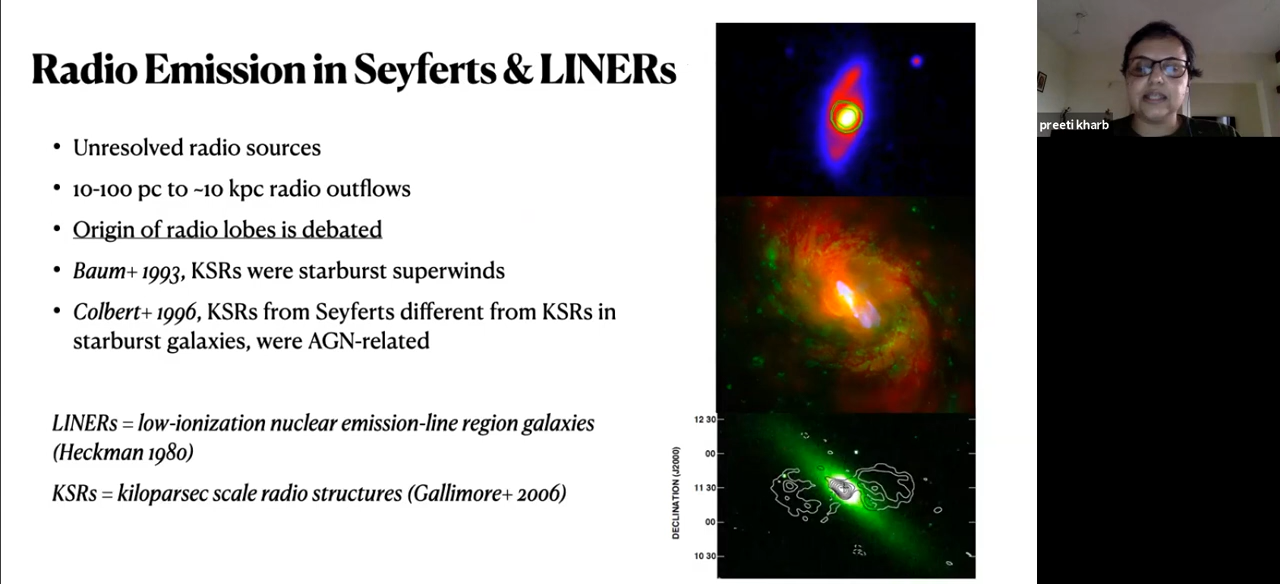 Radio Emission in Seyferts & LINERs
• Unresolved radio sources
• 10-100 pc to ~10 kpc radio outflows
• Origin of radio lobes is debated
• Baum+ 1993, KSRs were starburst superwinds
• Colbert+ 1996, KSRs from Seyferts different from KSRs in
starburst galaxies, were AGN-related
LINERs = low-ionization nuclear emission-line region galaxies
(Heckman 1980)
KSRs = kiloparsec scale radio structures (Gallimore+ 2006)
DECLINATION (J2000)
12 30
00
11 30
00
10 30
preeti kharb